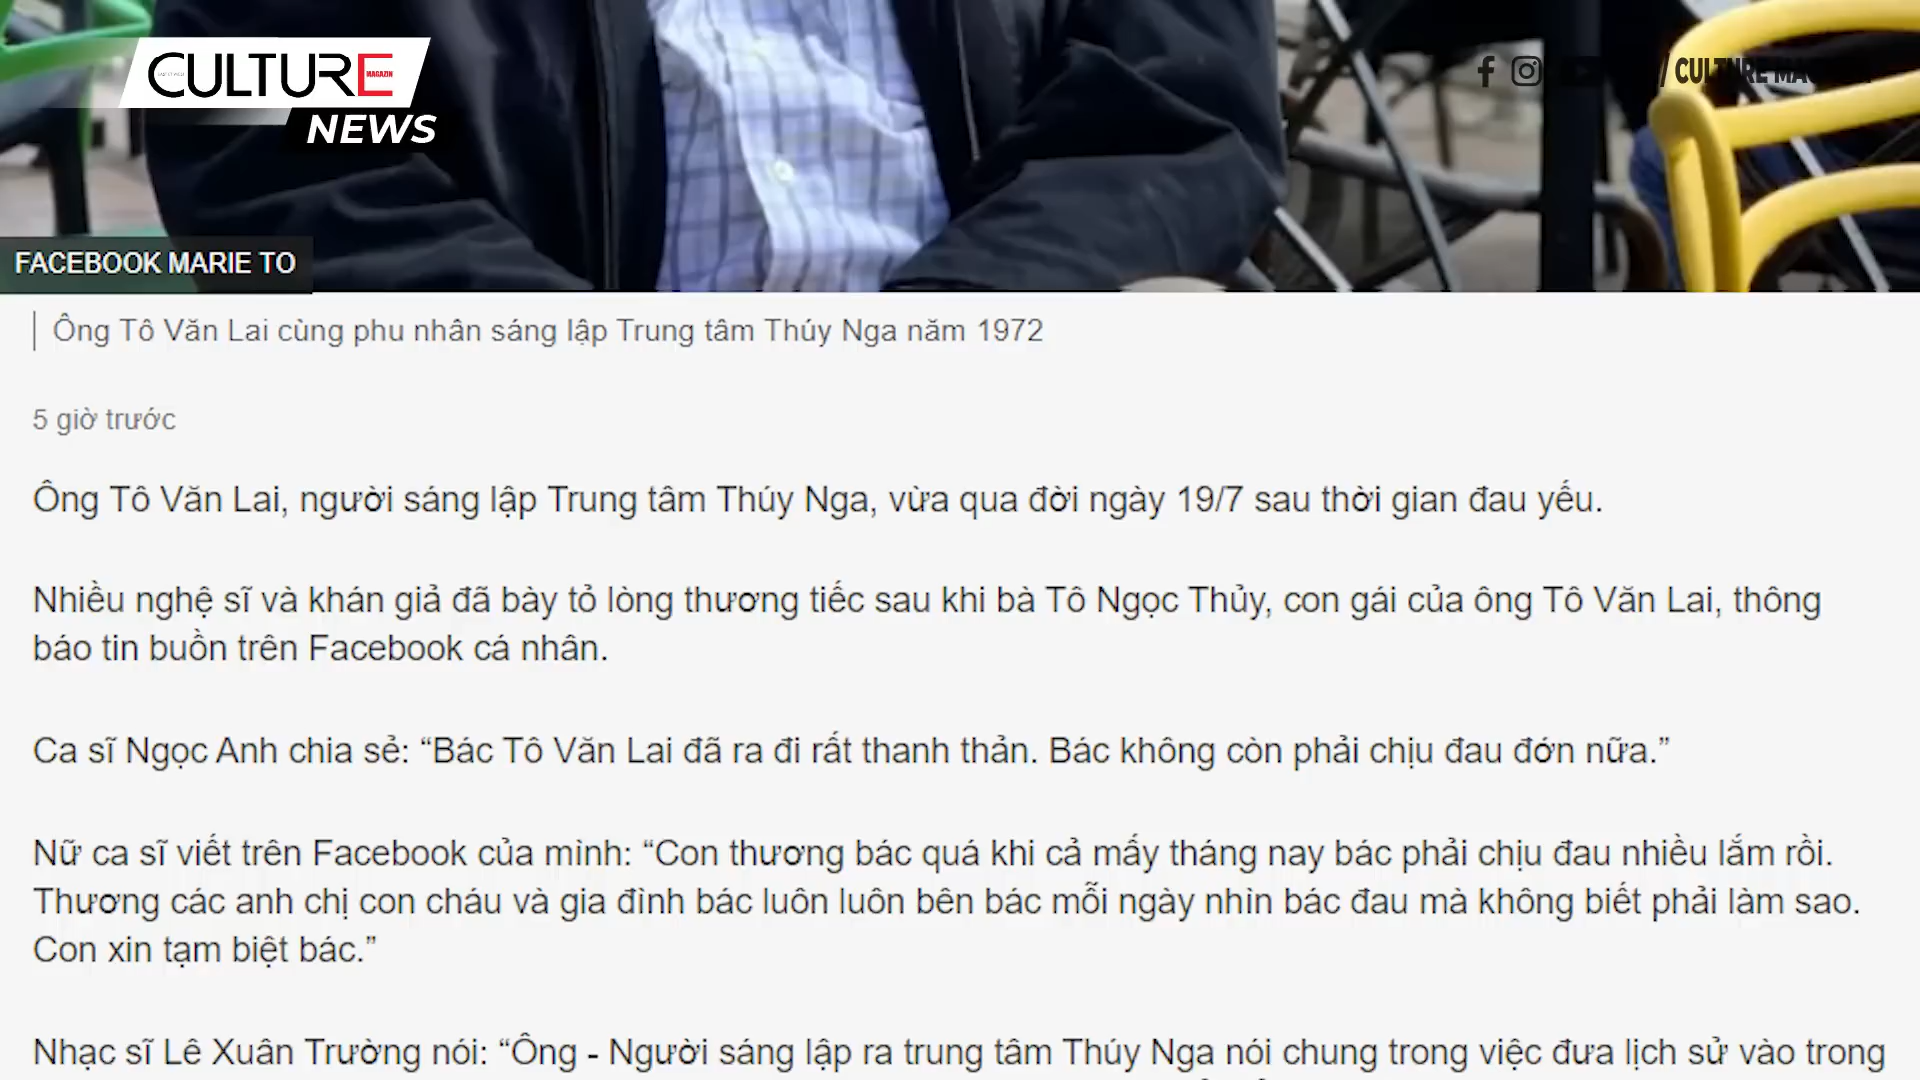 CULTURE
MAGAZIN
NEWS
FACEBOOK MARIE TO
Ông Tô Văn Lai cùng phu nhân sáng lập Trung tâm Thúy Nga năm 1972
5 giờ trước
Ông Tô Văn Lai, người sáng lập Trung tâm Thúy Nga, vừa qua đời ngày 19/7 sau thời gian đau yếu.
Nhiều nghệ sĩ và khán giả đã bày tỏ lòng thương tiếc sau khi bà Tô Ngọc Thủy, con gái của ông Tô Văn Lai, thông
báo tin buồn trên Facebook cá nhân.
Ca sĩ Ngọc Anh chia sẻ: “Bác Tô Văn Lai đã ra đi rất thanh thản. Bác không còn phải chịu đau đớn nữa.”
Nữ ca sĩ viết trên Facebook của mình: “Con thương bác quá khi cả mấy tháng nay bác phải chịu đau nhiều lắm rồi.
Thương các anh chị con cháu và gia đình bác luôn luôn bên bác mỗi ngày nhìn bác đau mà không biết phải làm sao.
Con xin tạm biệt bác.”
Nhạc sĩ Lê Xuân Trường nói: “Ông - Người sáng lập ra trung tâm Thúy Nga nói chung trong việc đưa lịch sử vào trong